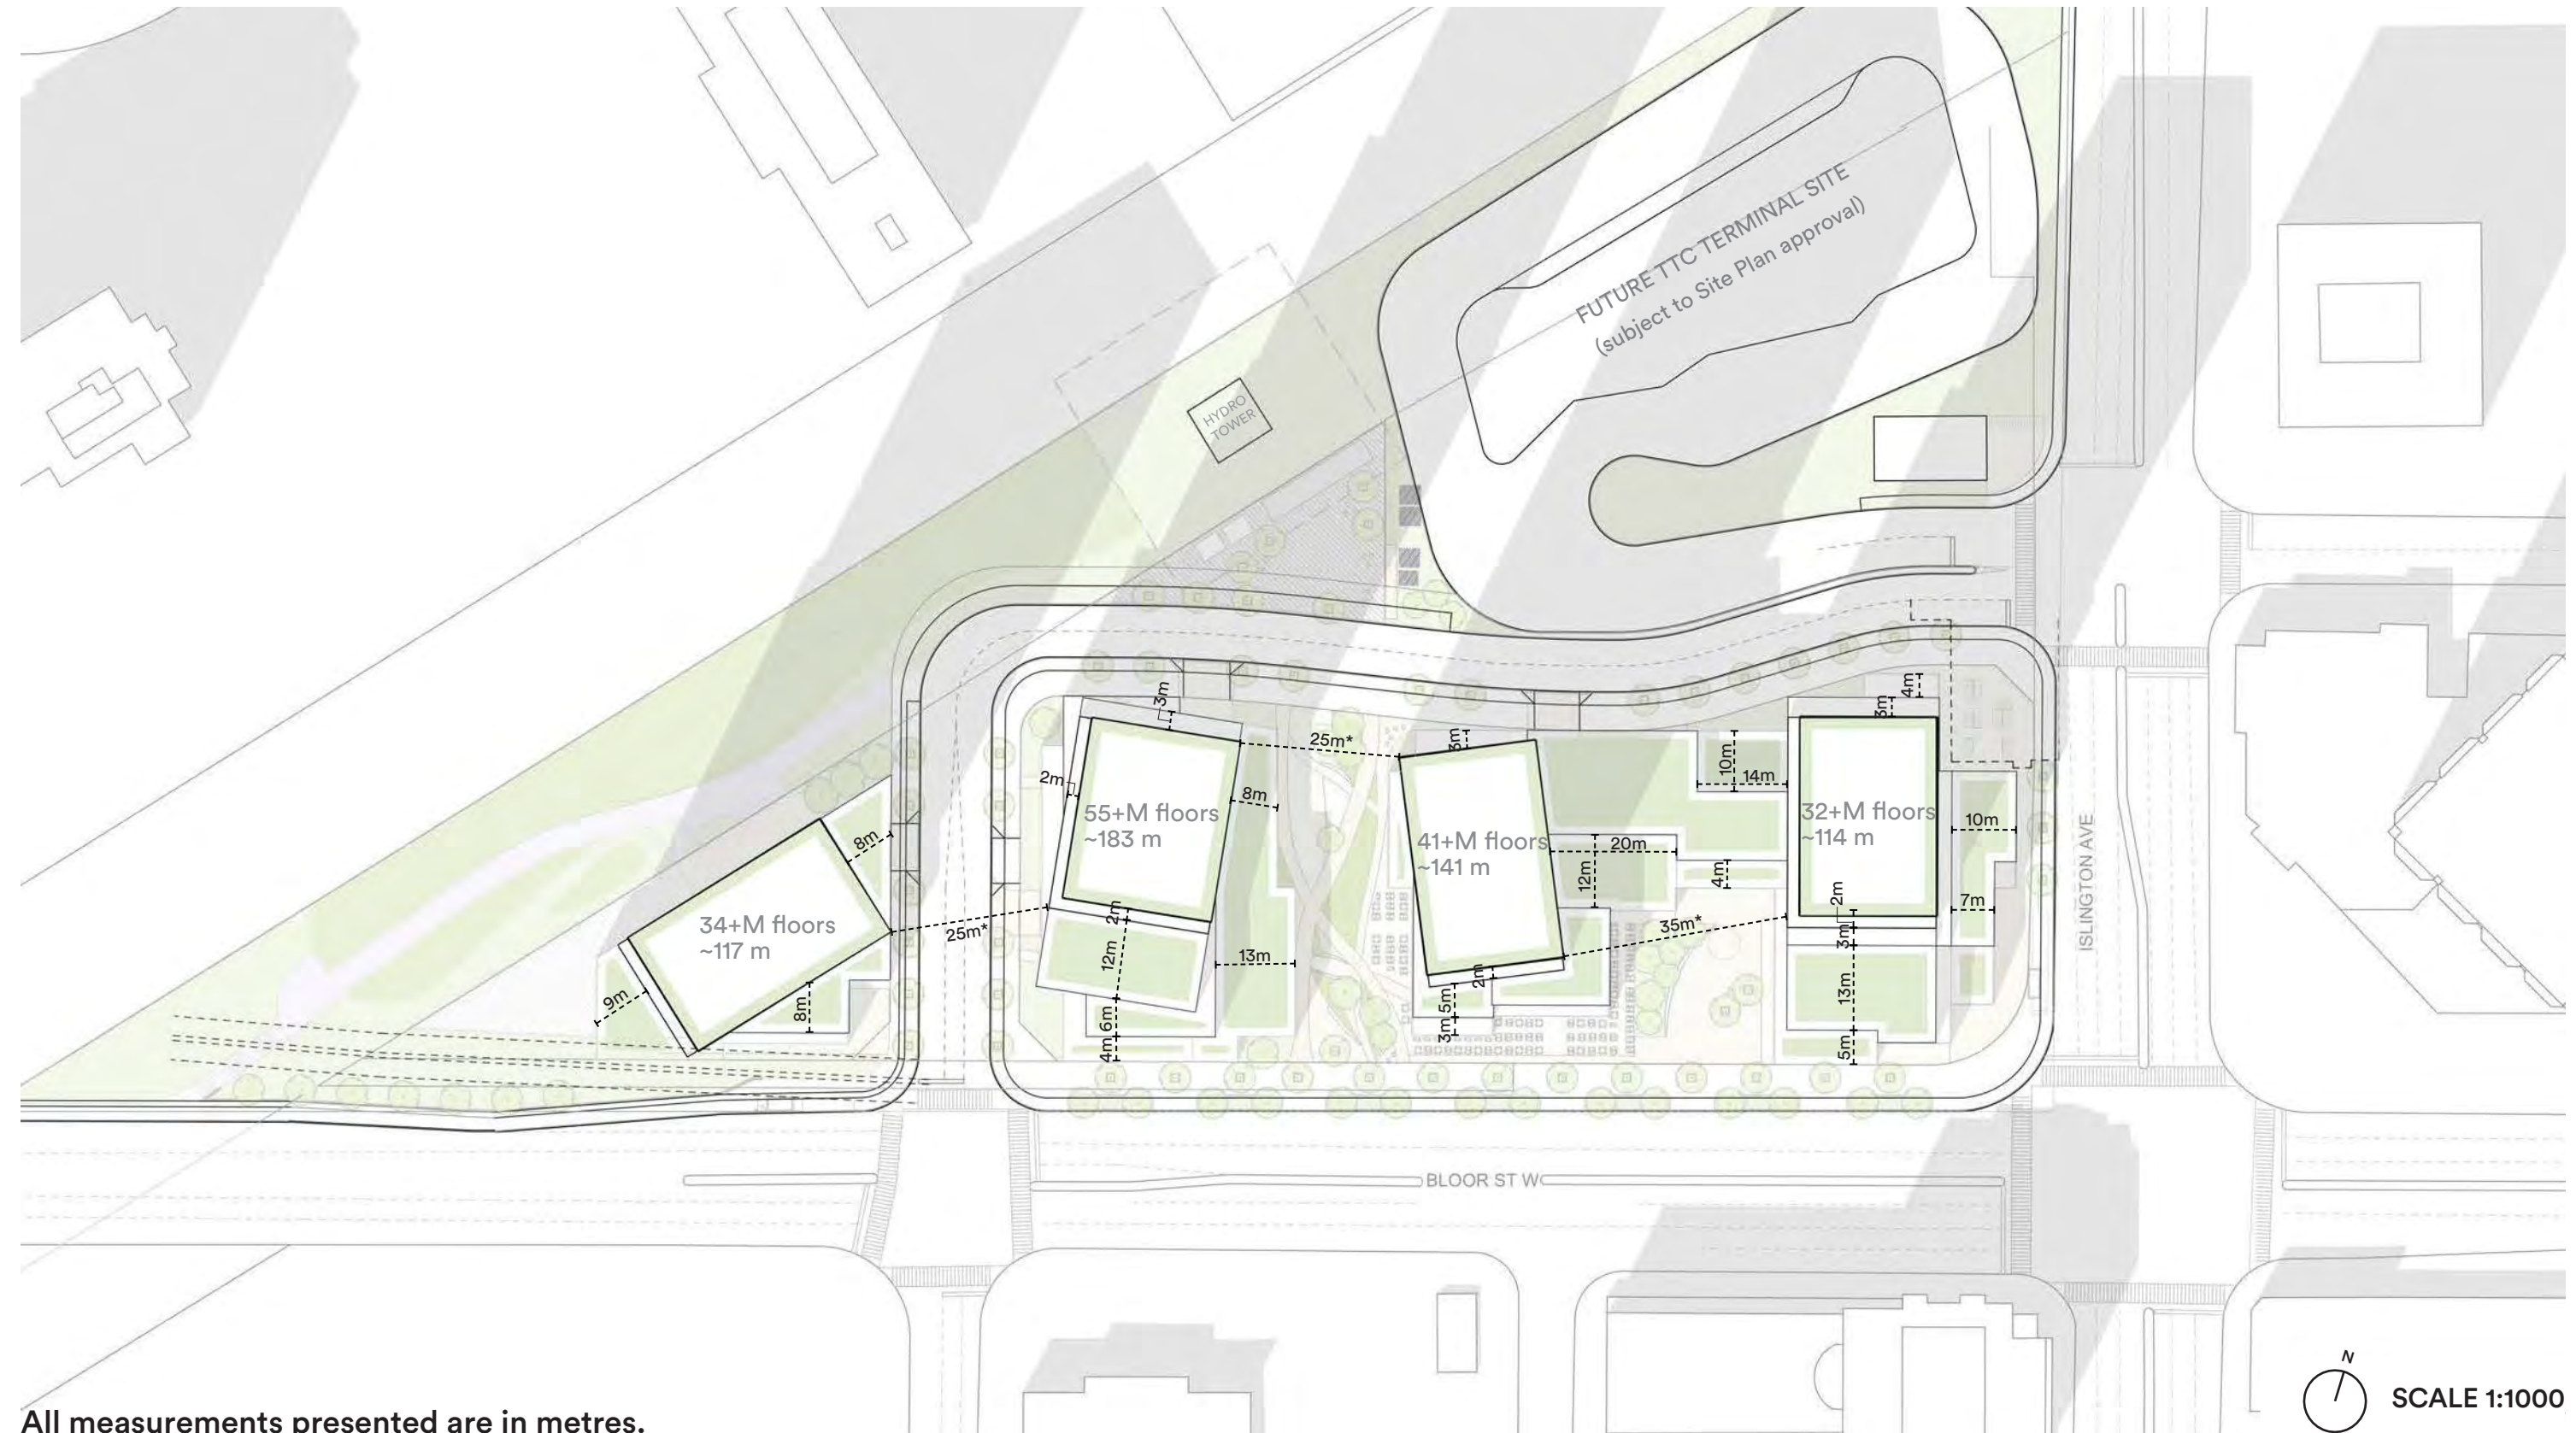 FUTURE TTC TERMINAL SITE
(subject to Site Plan approval)
HYDRO
TOWER
3m
4m
3m
25m*
3m
10m
14m
2m
8m
55+M floors
~183 m
41+M floors
~141 m
32+M floors
~114 m
10m
8m
20m
12m
4m
2m
7m
34+M floors
~117 m
2m
25m*
35m*
3m
12m
13m
2m
13m
9m
8m
6m
5m
3m
4m
5m
ISLINGTON AVE
BLOOR ST W
N
SCALE 1:1000
All measurements presented are in metres.